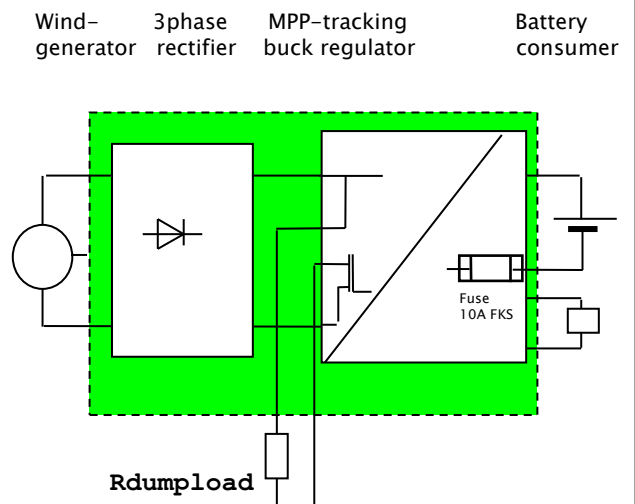 Wind-
generator
3phase
rectifier
MPP-tracking
buck regulator
Battery
consumer
Fuse
10A FKS
Rdumpload